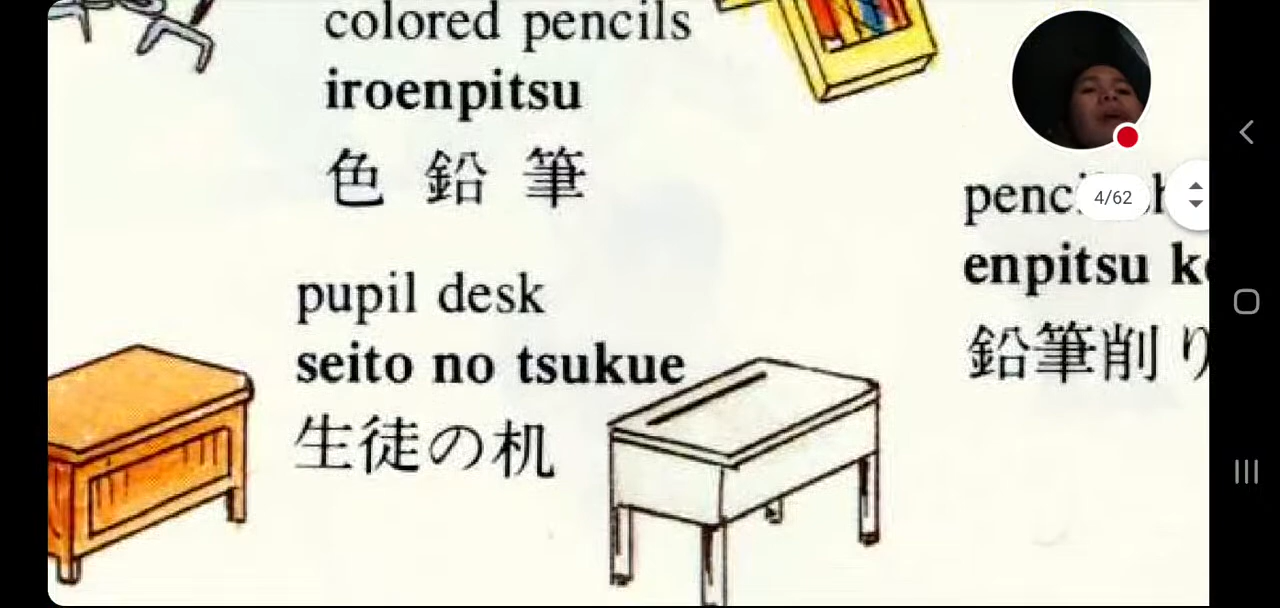 colored pencils
iroenpitsu
色鉛筆
4/62
enpitsu
鉛筆削り
pupil desk
seito no tsukue
生徒の机